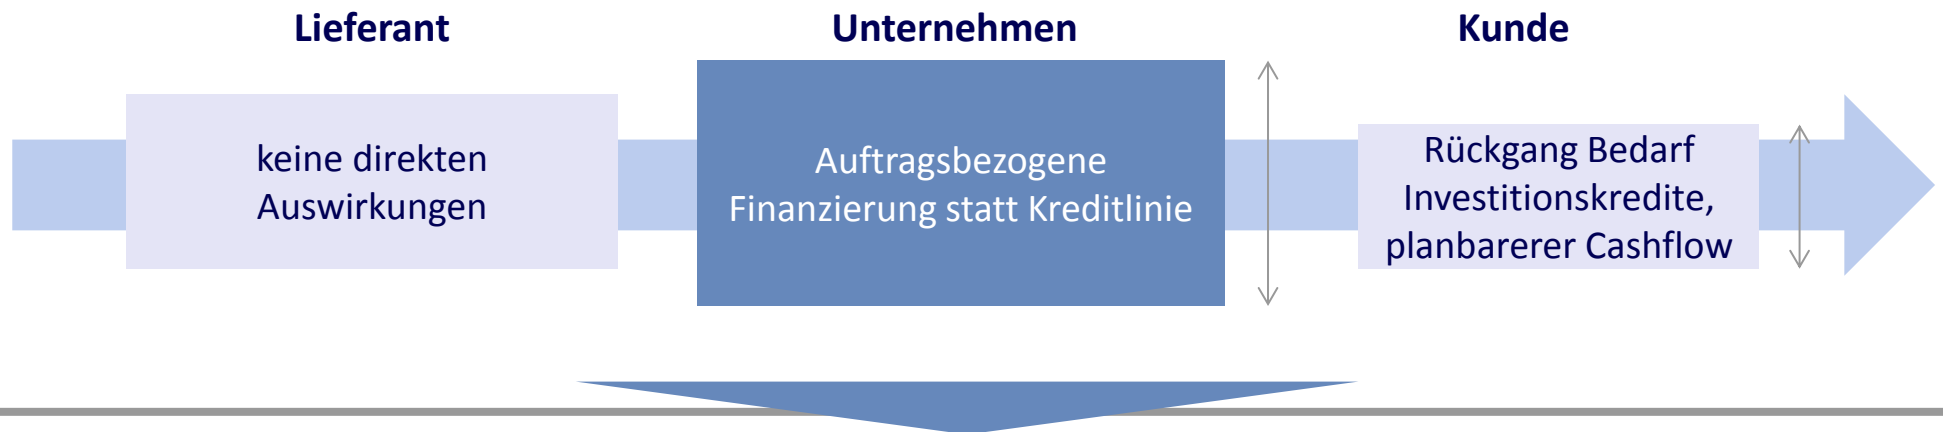 Lieferant
Unternehmen
Kunde
keine direkten
Auswirkungen
Auftragsbezogene
Finanzierung statt Kreditlinie
Rückgang Bedarf
Investitionskredite,
planbarerer Cashflow